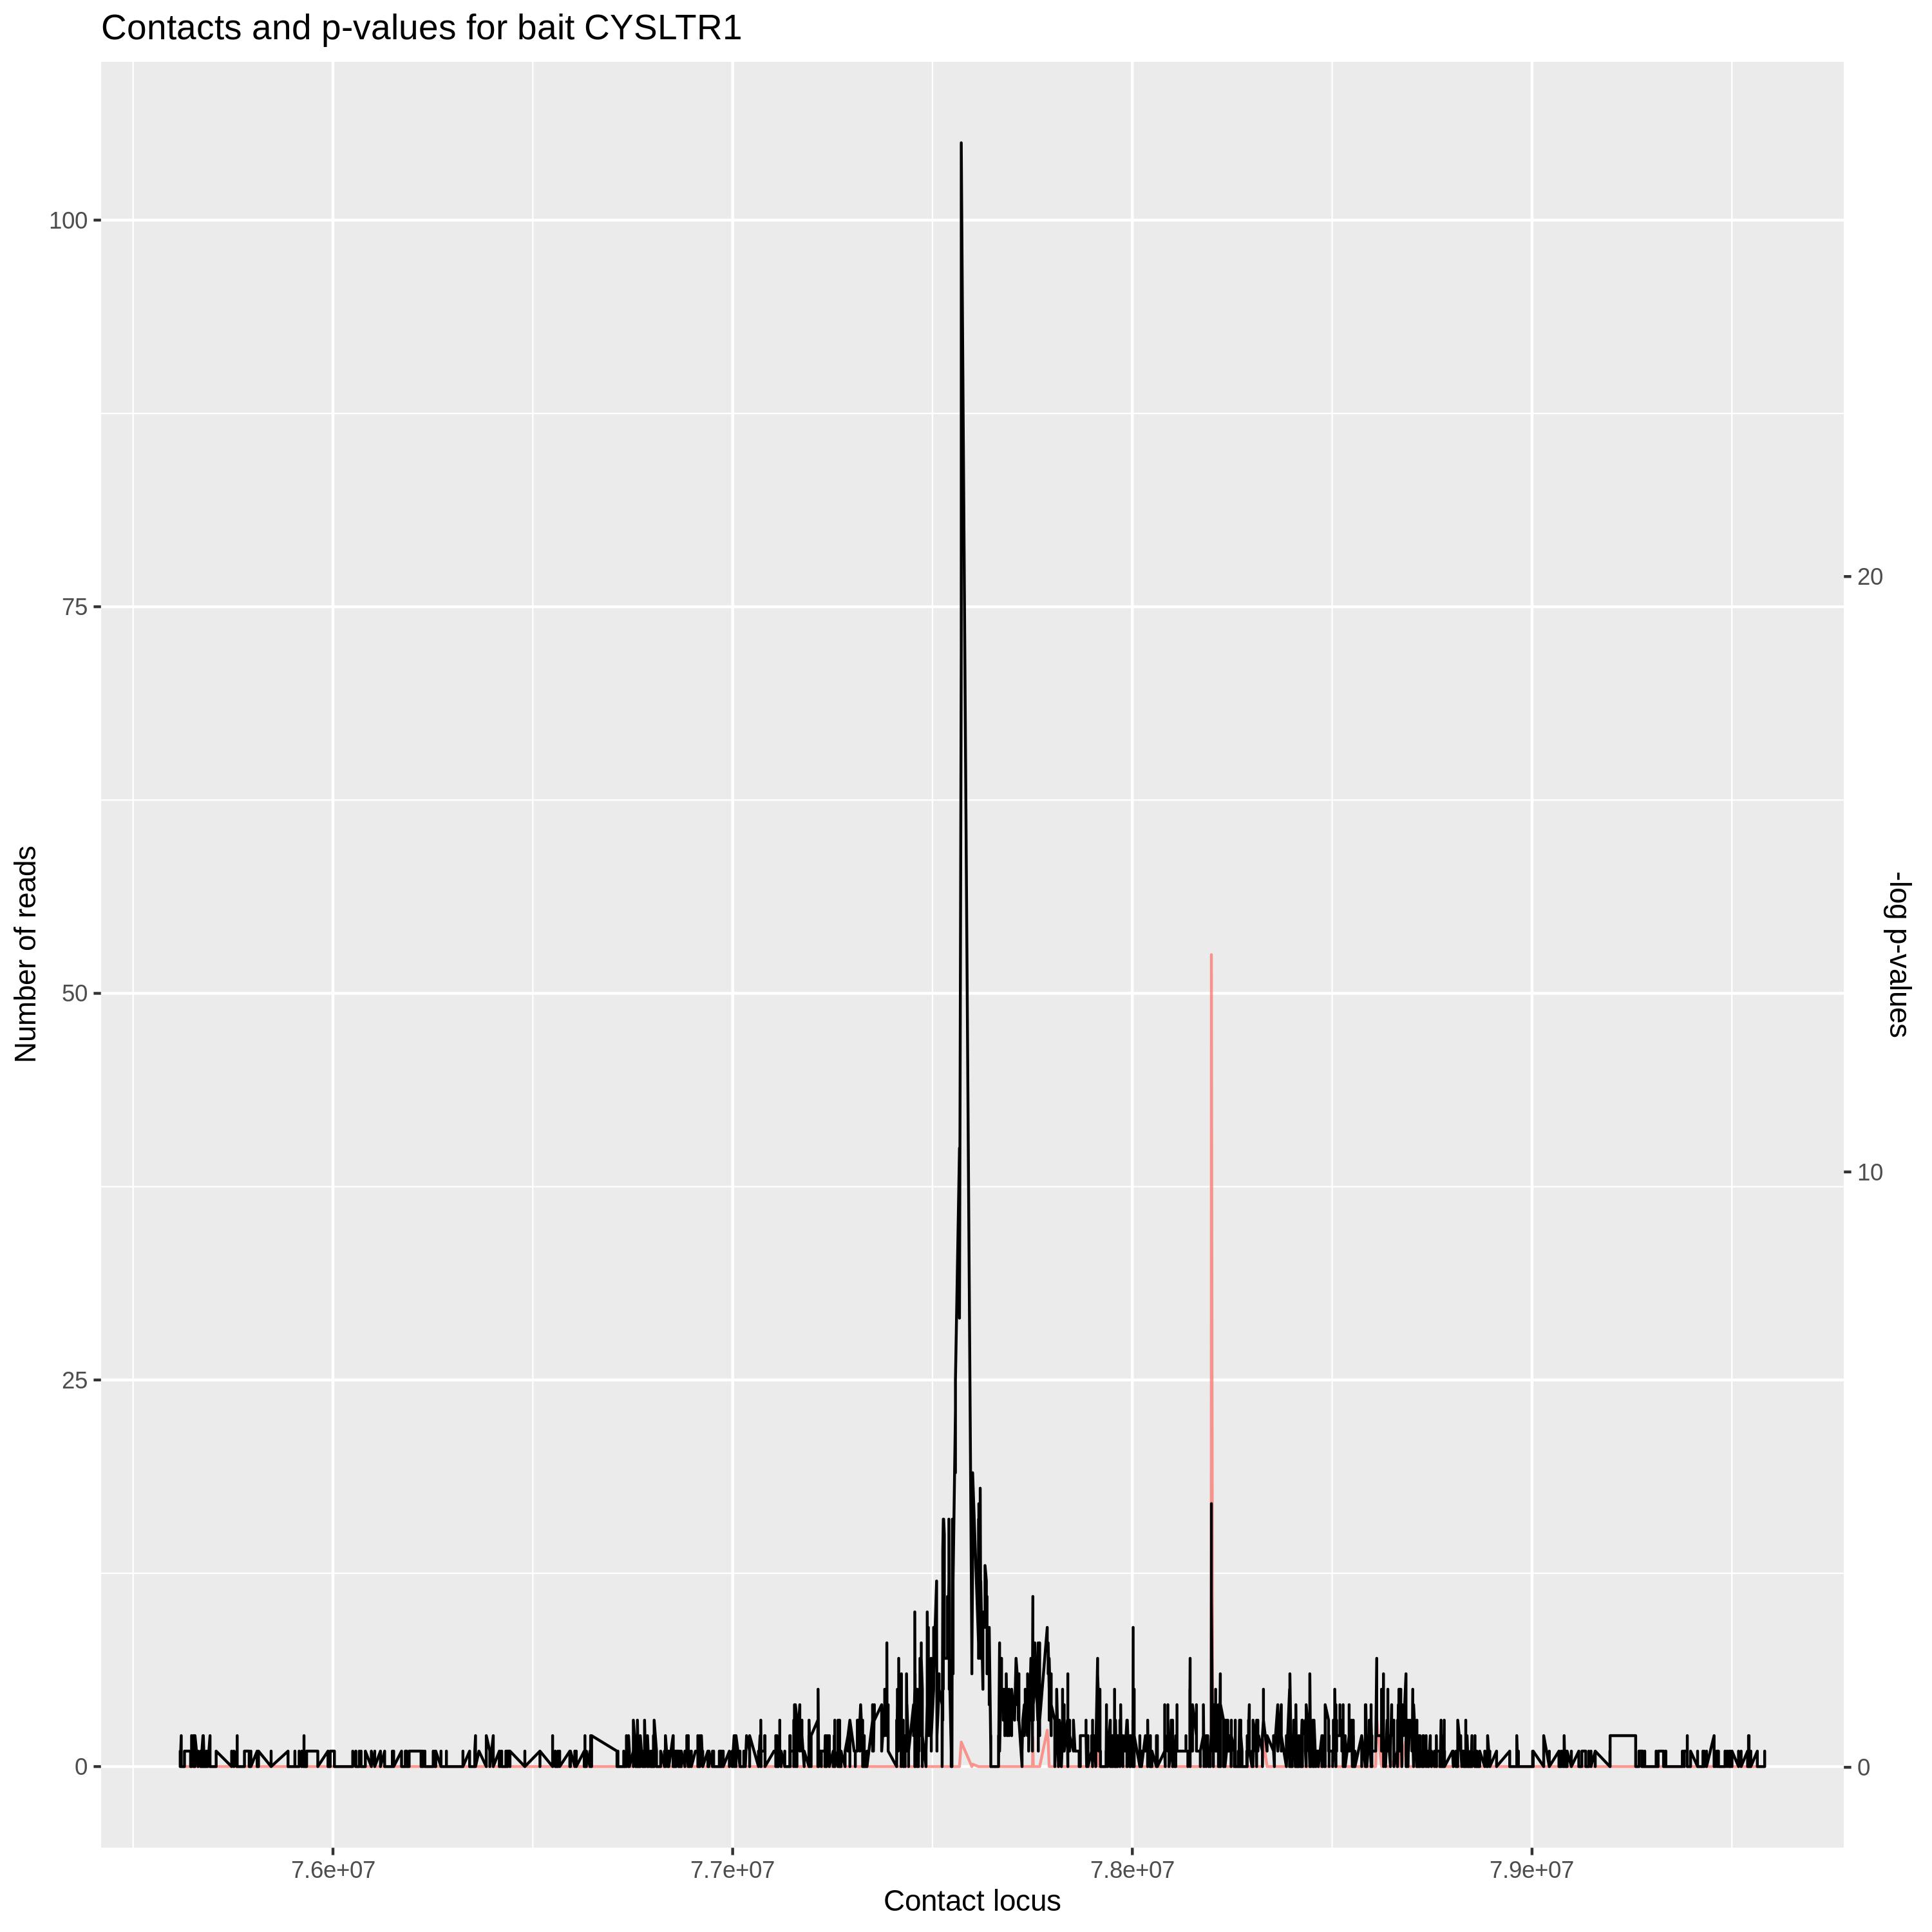 Contacts and p-values for bait CYSLTR1
100
75
50
25
0
Number of reads
20
10
0
-log p-values
7.6e+07
7.7e+07
7.8e+07
7.9e+07
Contact locus